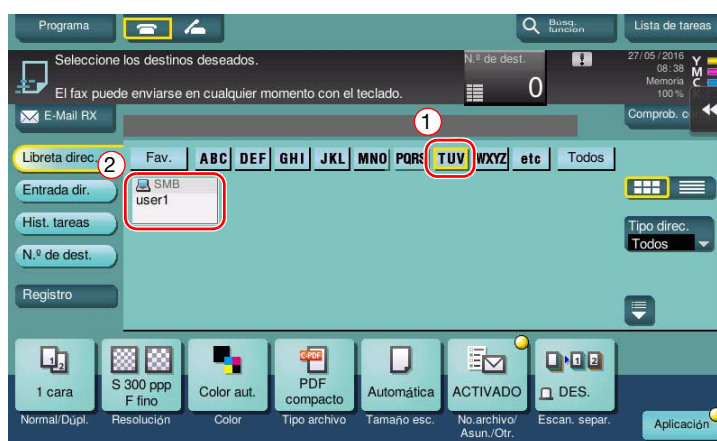 Programa
Búsq.
función
Lista de tareas
Seleccione los destinos deseados.
El fax puede enviarse en cualquier momento con el teclado.
N.º de dest.
0
27/05/2016
08:38
Memoria
100 %
Y
M
C
K
E-Mail RX
Comprob. c
1
Libreta direc.
2
Fav.
ABC
DEF
GHI
JKL
MNO
PQRS
TUV
WXYZ
etc
Todos
Entrada dir.
SMB
user1
Hist. tareas
Tipo direc.
Todos
N.º de dest.
Registro
1 cara
S 300 ppp
F fino
Color aut.
PDF
compacto
Automática
ACTIVADO
DES.
Normal/Dúpl.
Resolución
Color
Tipo archivo
Tamaño esc.
No.archivo/
Asun./Otr.
Escan. separ.
Aplicación